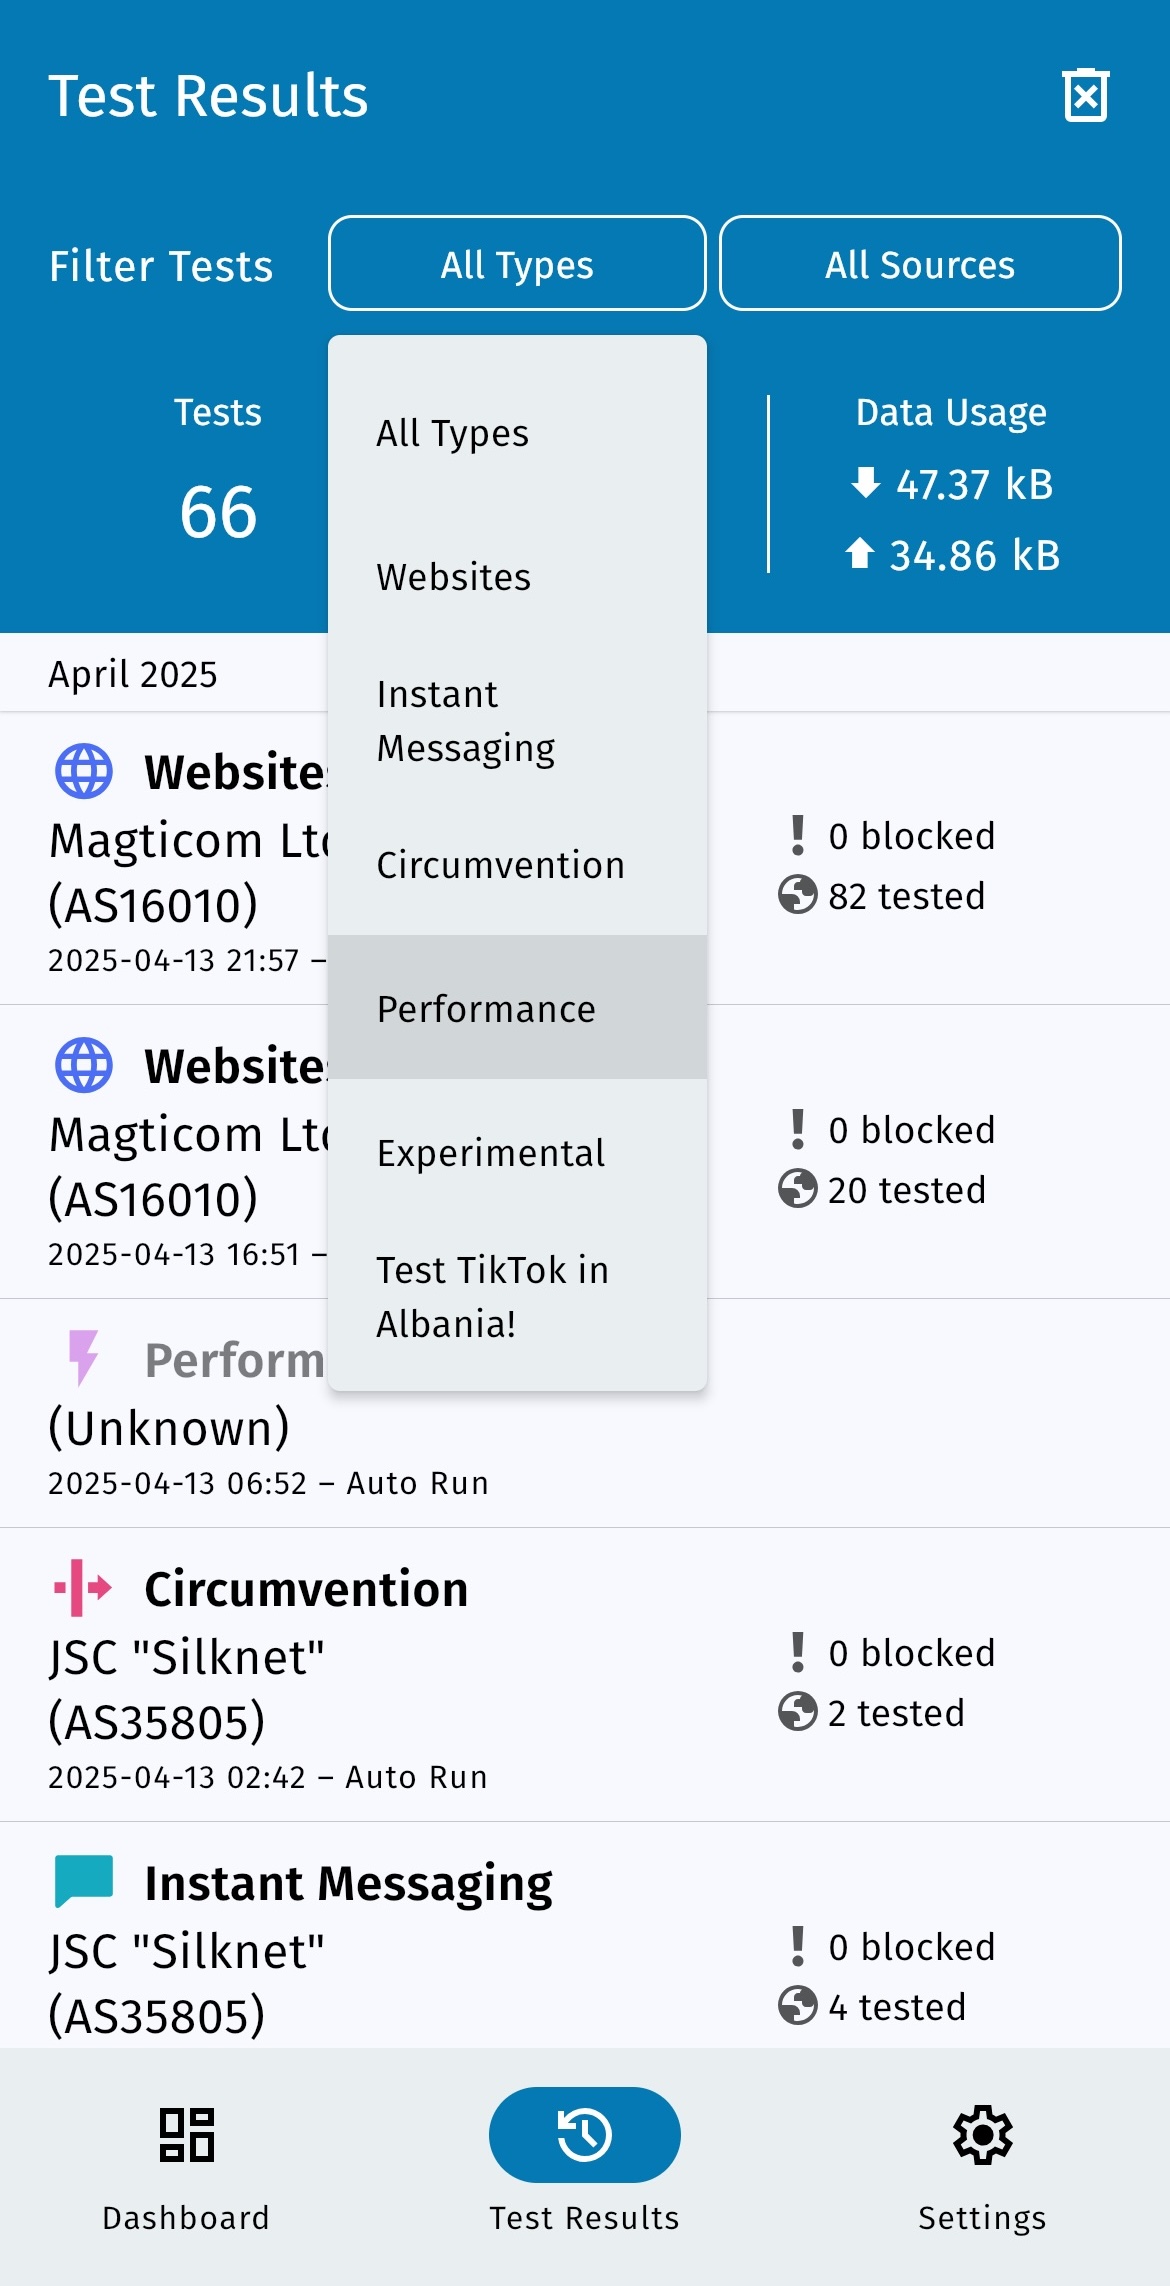 Test Results
Filter Tests
All Types
All Sources
Tests
66
Data Usage
47.37 kB
34.86 kB
All Types
Websites
Instant
Messaging
Circumvention
Performance
Experimental
Test TikTok in
Albania!
April 2025
Websites
Magticom Ltd
(AS16010)
2025-04-13 21:57 –
0 blocked
82 tested
Websites
Magticom Ltd
(AS16010)
2025-04-13 16:51 –
0 blocked
20 tested
Perform
(Unknown)
2025-04-13 06:52 – Auto Run
Circumvention
JSC "Silknet"
(AS35805)
2025-04-13 02:42 – Auto Run
0 blocked
2 tested
Instant Messaging
JSC "Silknet"
(AS35805)
0 blocked
4 tested
Dashboard
Test Results
Settings